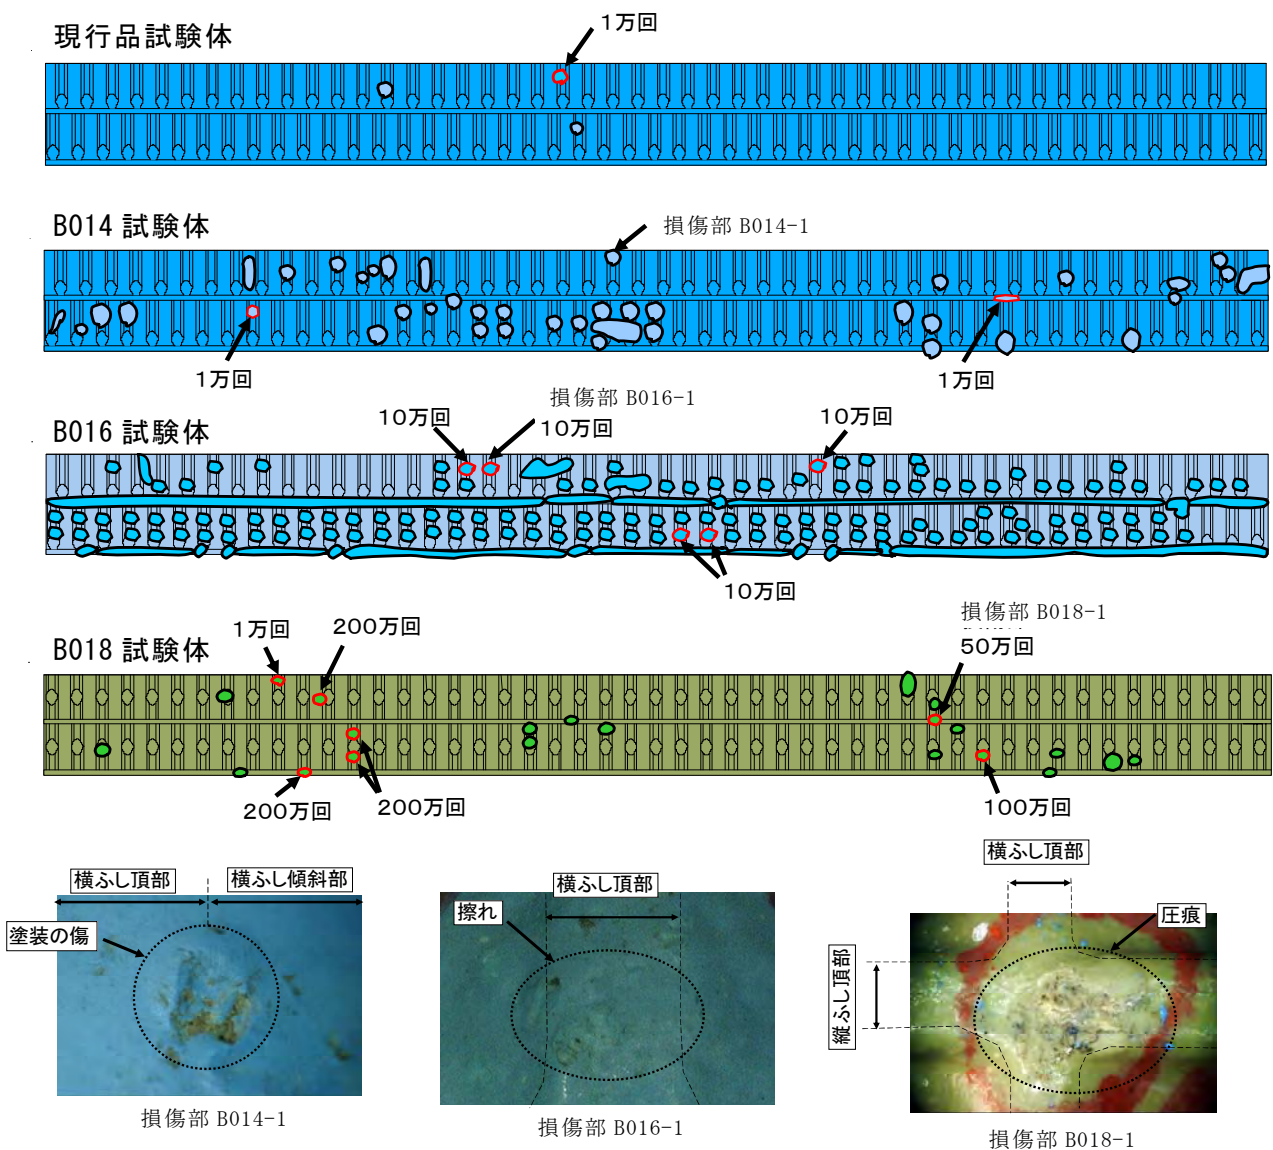 現行品試験体
1万回
B014 試験体
損傷部 B014-1
1万回
1万回
B016 試験体
10万回
損傷部 B016-1
10万回
10万回
10万回
B018 試験体
1万回
200万回
損傷部 B018-1
50万回
200万回
200万回
100万回
横ふし頂部
横ふし傾斜部
塗装の傷
損傷部 B014-1
横ふし頂部
擦れ
損傷部 B016-1
横ふし頂部
圧痕
縦ふし頂部
損傷部 B018-1